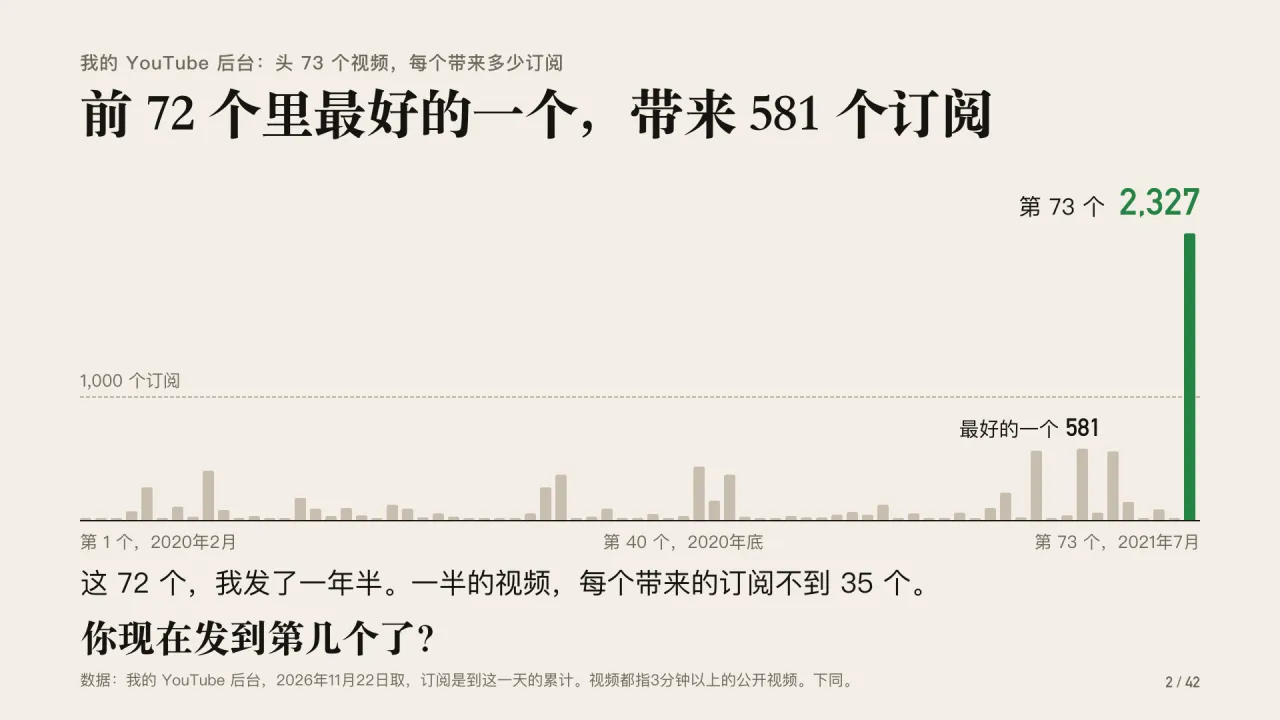 我的 YouTube 后台：头 73 个视频，每个带来多少订阅
前 72 个里最好的一个，带来 581 个订阅
第 73 个 2,327
1,000 个订阅
最好的一个 581
第 1 个，2020年2月
第 40 个，2020年底
第 73 个，2021年7月
这 72 个，我发了一年半。一半的视频，每个带来的订阅不到 35 个。
你现在发到第几个了？
数据：我的 YouTube 后台，2026年11月22日取，订阅是到这一天的累计。视频都指3分钟以上的公开视频。下同。
2 / 42